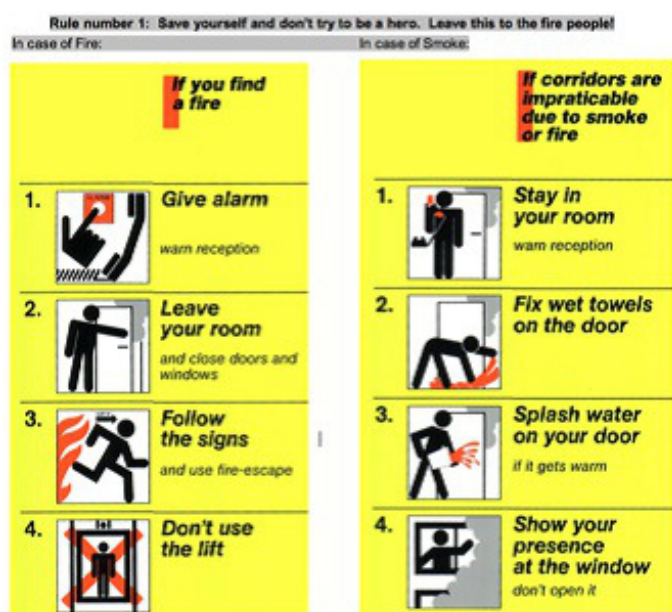 Rule number 1: Save yourself and don't try to be a hero. Leave this to the fire people!
In case of Fire:
If you find
a fire
1.
Give alarm
warn reception
2.
Leave
your room
and close doors and
windows
3.
Follow
the signs
and use fire-escape
4.
Don't use
the lift
In case of Smoke:
If corridors are
impraticable
due to smoke
or fire
1.
Stay in
your room
warn reception
2.
Fix wet towels
on the door
3.
Splash water
on your door
if it gets warm
4.
Show your
presence
at the window
don't open it